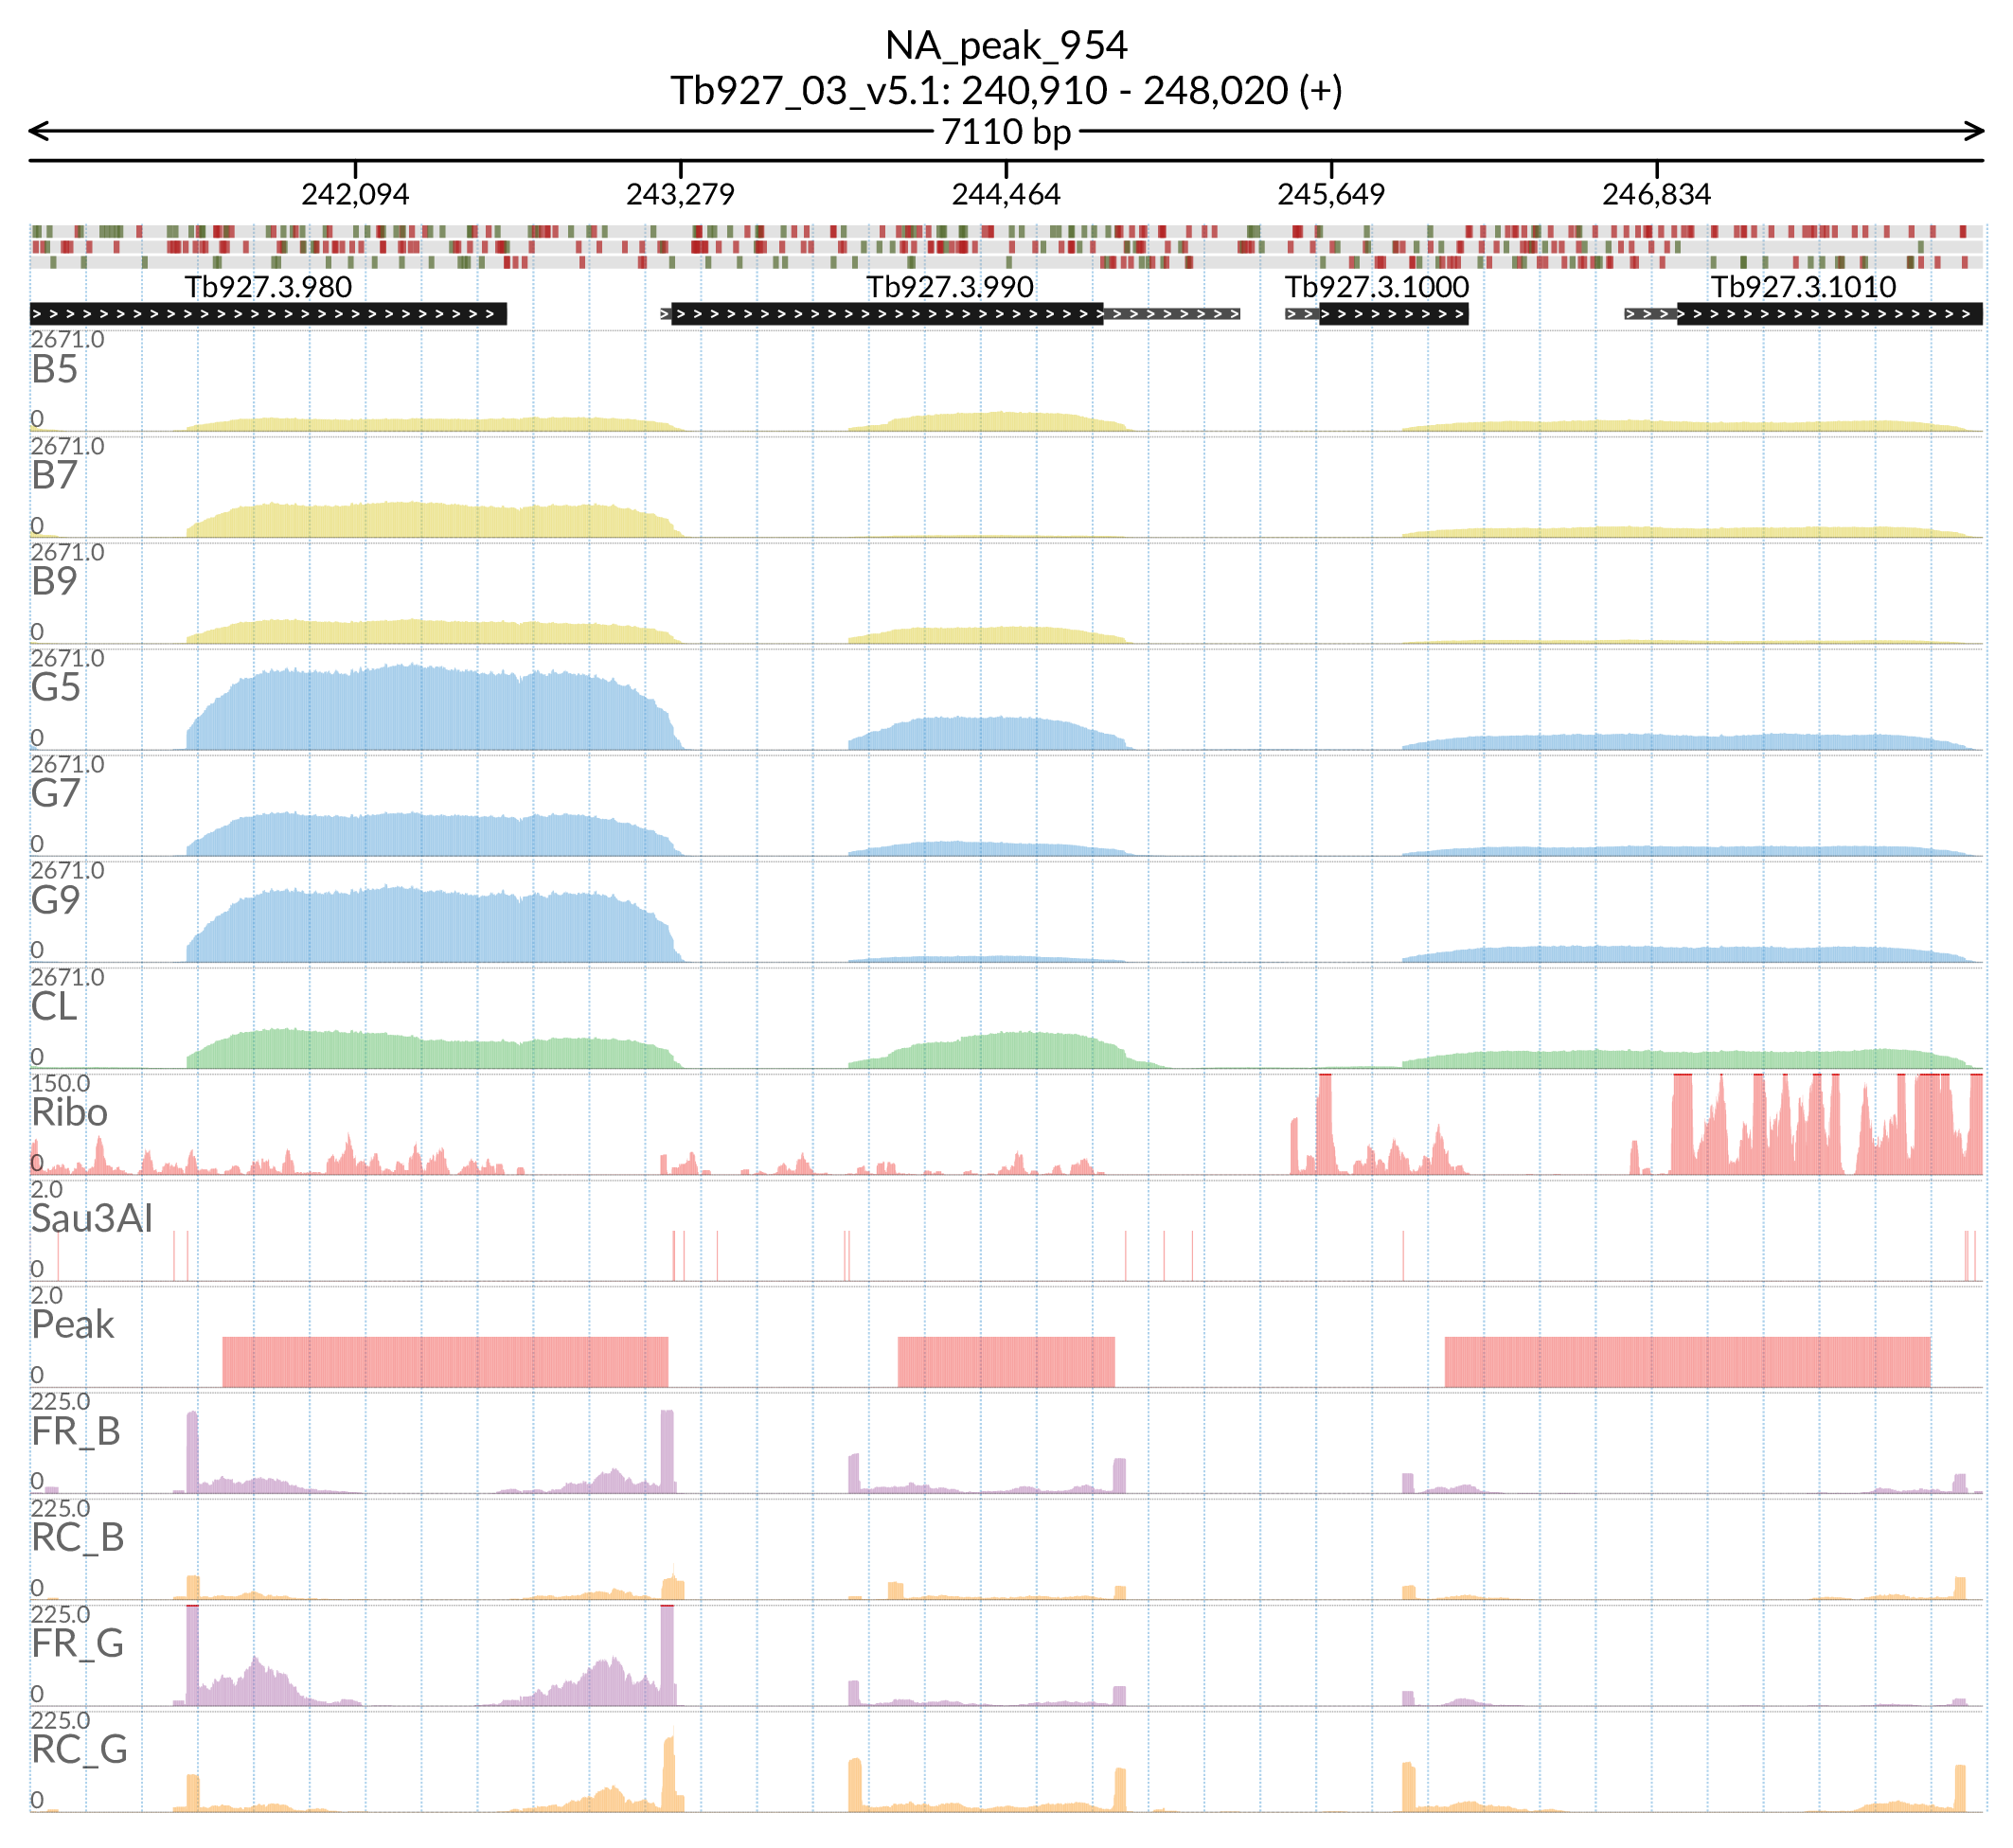 NA_peak_954
Tb927_03_v5.1: 240,910 - 248,020 (+)
7110 bp
242,094 243,279 244,464 245,649 246,834
Tb927.3.980 Tb927.3.990 Tb927.3.1000 Tb927.3.1010
2671.0
B5
0
2671.0
B7
0
2671.0
B9
0
2671.0
G5
0
2671.0
G7
0
2671.0
G9
0
2671.0
CL
0
150.0
Ribo
0
2.0
Sau3AI
0
2.0
Peak
0
225.0
FR_B
0
225.0
RC_B
0
225.0
FR_G
0
225.0
RC_G
0